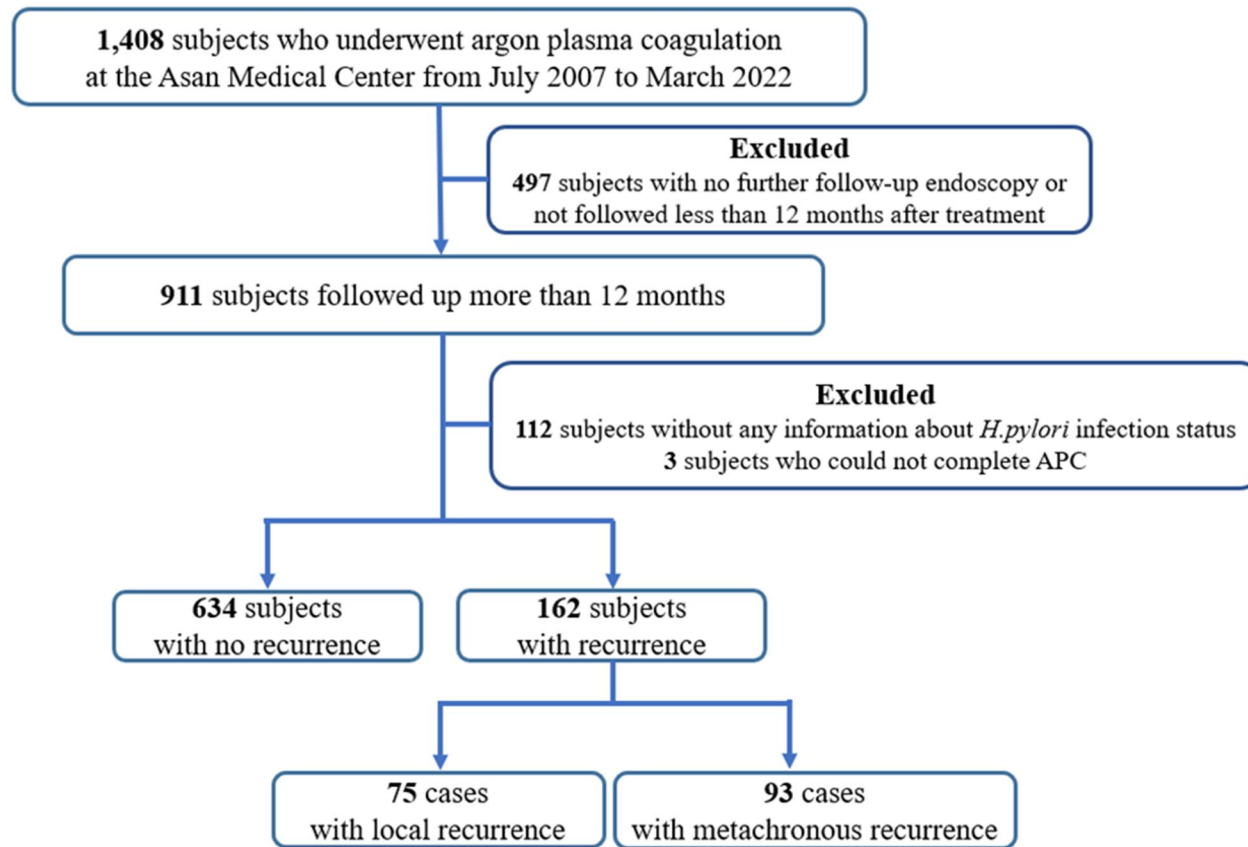 1,408 subjects who underwent argon plasma coagulation
at the Asan Medical Center from July 2007 to March 2022
Excluded
497 subjects with no further follow-up endoscopy or
not followed less than 12 months after treatment
911 subjects followed up more than 12 months
Excluded
112 subjects without any information about H.pylori infection status
3 subjects who could not complete APC
634 subjects
with no recurrence
162 subjects
with recurrence
75 cases
with local recurrence
93 cases
with metachronous recurrence